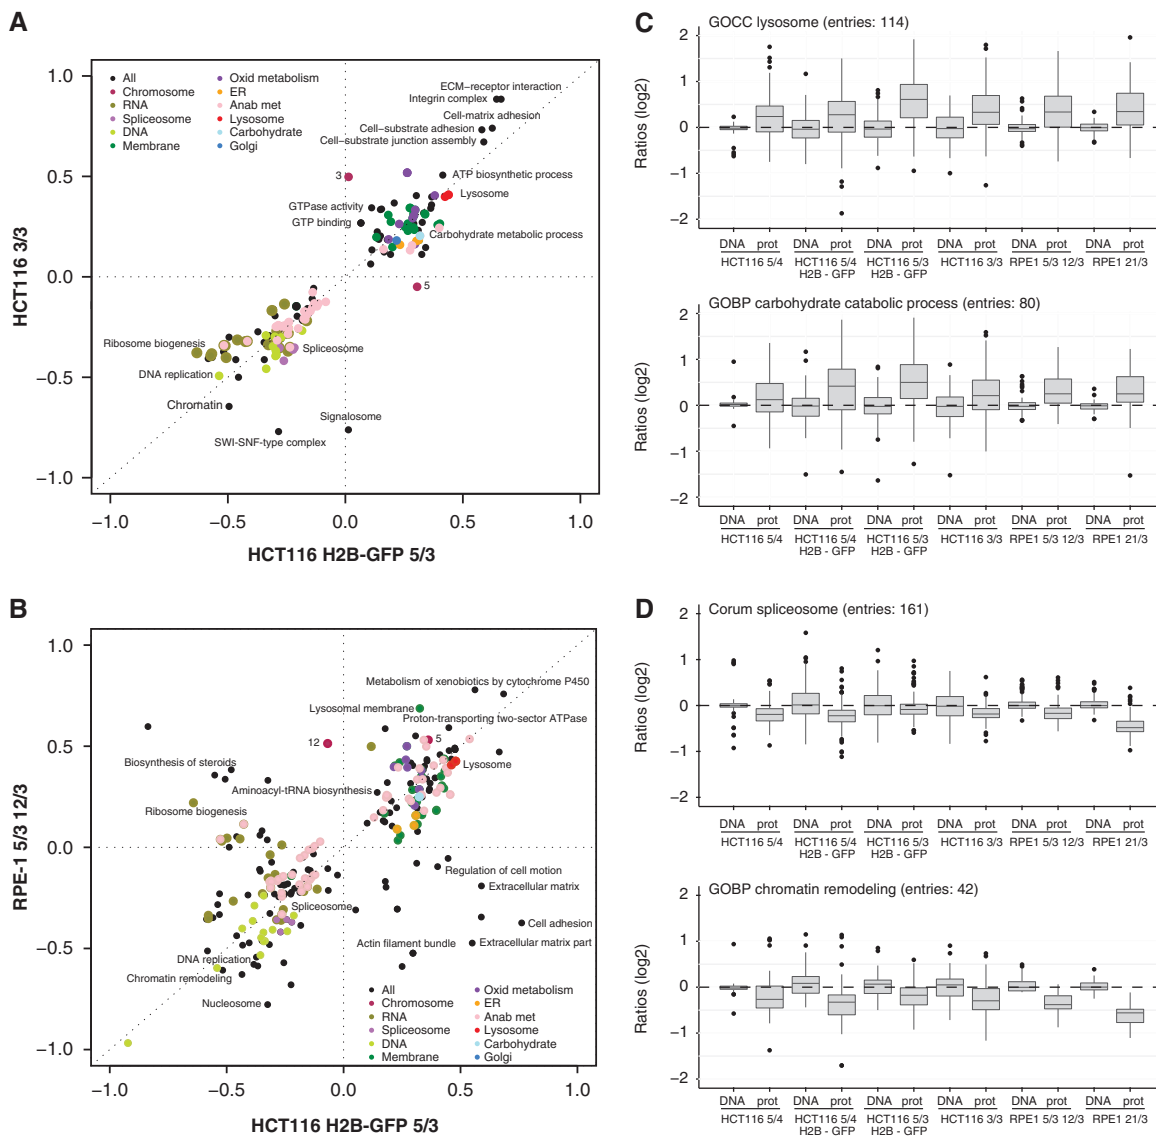 A
HCT116 3/3
1.0
0.5
0.0
−0.5
−1.0
All
Chromosome
RNA
Spliceosome
DNA
Membrane
Oxid metabolism
ER
Anab met
Lysosome
Carbohydrate
Golgi
ECM−receptor interaction
Integrin complex
Cell-matrix adhesion
Cell−substrate adhesion
Cell−substrate junction assembly
3
ATP biosynthetic process
Lysosome
GTPase activity
GTP binding
Carbohydrate metabolic process
5
Ribosome biogenesis
Spliceosome
DNA replication
Chromatin
Signalosome
SWI-SNF-type complex
−1.0 −0.5 0.0 0.5 1.0
HCT116 H2B-GFP 5/3
B
RPE-1 5/3 12/3
1.0
0.5
0.0
−0.5
−1.0
Metabolism of xenobiotics by cytochrome P450
Lysosomal membrane
Proton-transporting two-sector ATPase
12
5
Biosynthesis of steroids
Lysosome
Aminoacyl-tRNA biosynthesis
Ribosome biogenesis
Regulation of cell motion
Extracellular matrix
Spliceosome
Cell adhesion
Actin filament bundle
Extracellular matrix part
DNA replication
Chromatin remodeling
Nucleosome
All
Chromosome
RNA
Spliceosome
DNA
Membrane
Oxid metabolism
ER
Anab met
Lysosome
Carbohydrate
Golgi
−1.0 −0.5 0.0 0.5 1.0
HCT116 H2B-GFP 5/3
C
GOCC lysosome (entries: 114)
Ratios (log2)
2
1
0
−1
−2
DNA prot DNA prot DNA prot DNA prot DNA prot DNA prot
HCT116 5/4 HCT116 5/4 HCT116 5/3 HCT116 3/3 RPE1 5/3 12/3 RPE1 21/3
H2B - GFP H2B - GFP
GOBP carbohydrate catabolic process (entries: 80)
Ratios (log2)
2
1
0
−1
−2
DNA prot DNA prot DNA prot DNA prot DNA prot DNA prot
HCT116 5/4 HCT116 5/4 HCT116 5/3 HCT116 3/3 RPE1 5/3 12/3 RPE1 21/3
H2B - GFP H2B - GFP
D
Corum spliceosome (entries: 161)
Ratios (log2)
2
1
0
−1
−2
DNA prot DNA prot DNA prot DNA prot DNA prot DNA prot
HCT116 5/4 HCT116 5/4 HCT116 5/3 HCT116 3/3 RPE1 5/3 12/3 RPE1 21/3
H2B - GFP H2B - GFP
GOBP chromatin remodeling (entries: 42)
Ratios (log2)
2
1
0
−1
−2
DNA prot DNA prot DNA prot DNA prot DNA prot DNA prot
HCT116 5/4 HCT116 5/4 HCT116 5/3 HCT116 3/3 RPE1 5/3 12/3 RPE1 21/3
H2B - GFP H2B - GFP